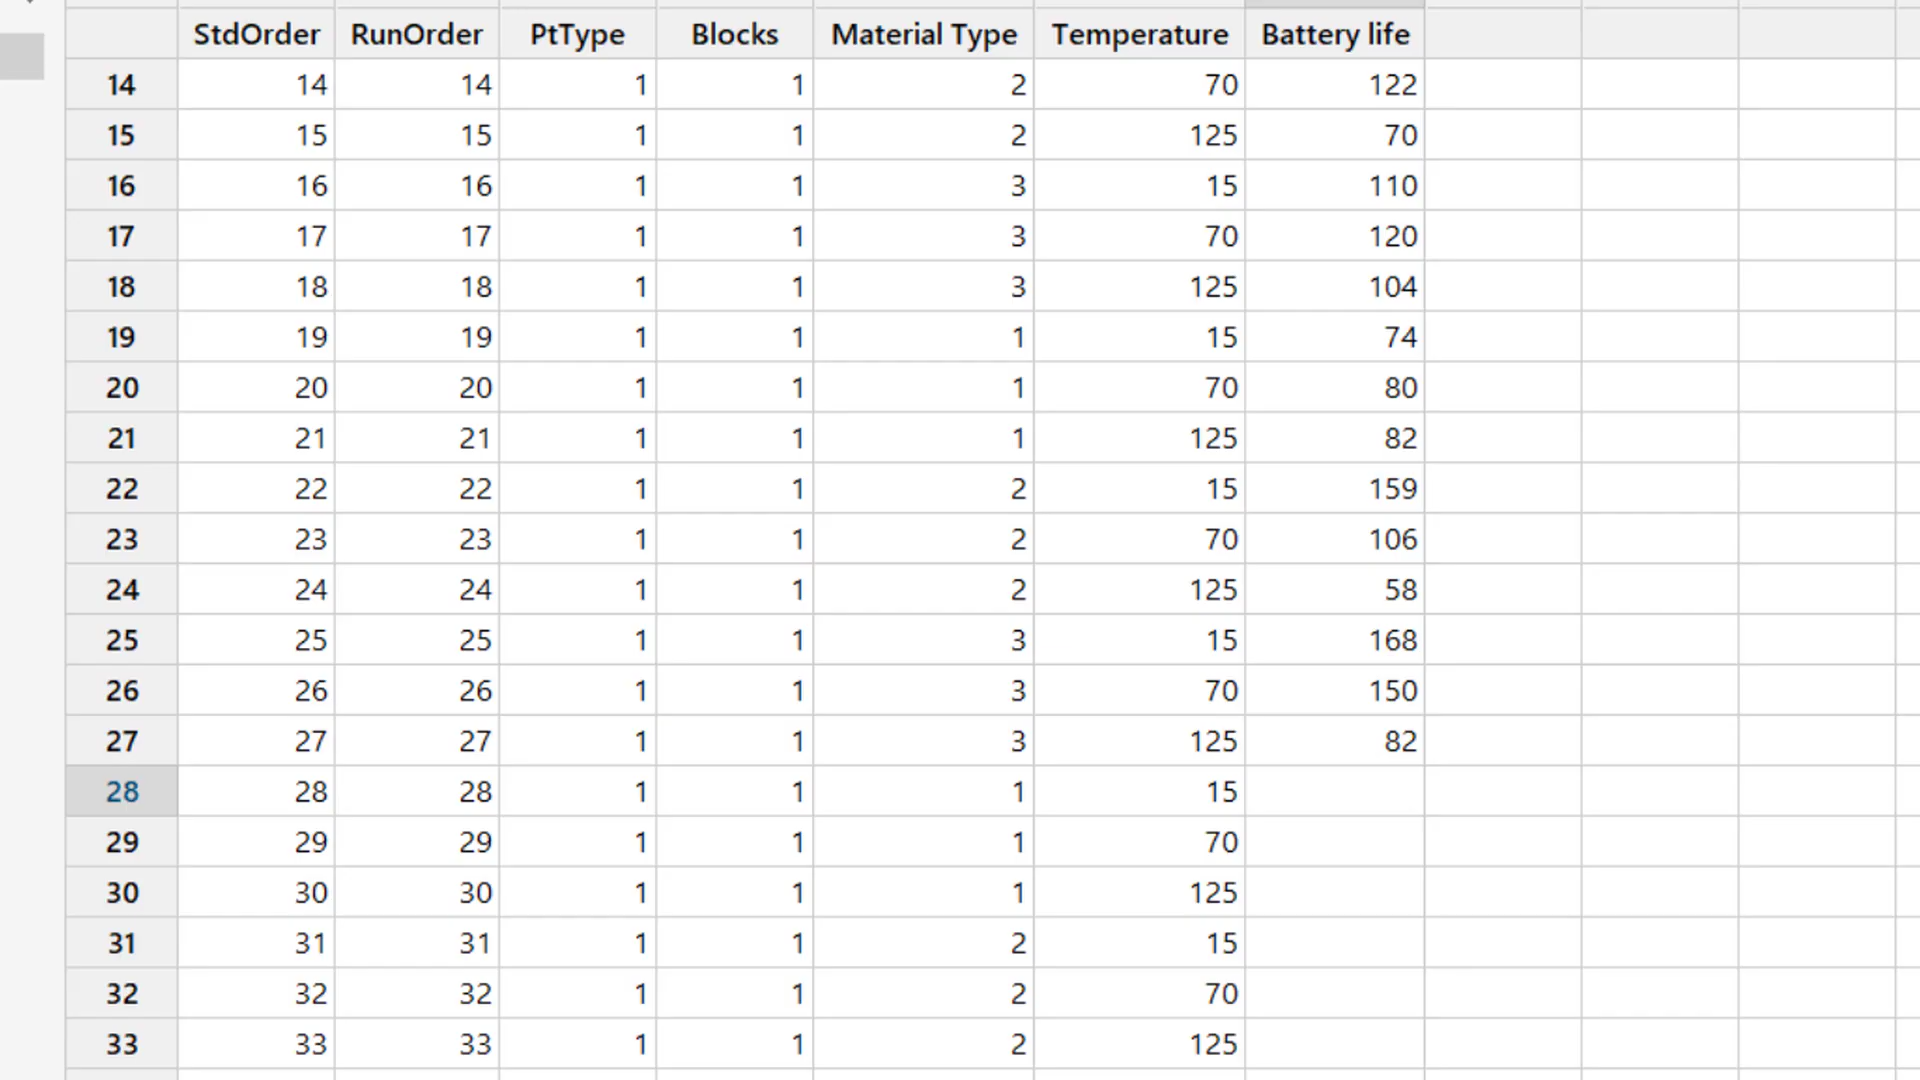 StdOrder RunOrder PtType Blocks Material Type Temperature Battery life
14 14 14 1 1 2 70 122
15 15 15 1 1 2 125 70
16 16 16 1 1 3 15 110
17 17 17 1 1 3 70 120
18 18 18 1 1 3 125 104
19 19 19 1 1 1 15 74
20 20 20 1 1 1 70 80
21 21 21 1 1 1 125 82
22 22 22 1 1 2 15 159
23 23 23 1 1 2 70 106
24 24 24 1 1 2 125 58
25 25 25 1 1 3 15 168
26 26 26 1 1 3 70 150
27 27 27 1 1 3 125 82
28 28 28 1 1 1 15
29 29 29 1 1 1 70
30 30 30 1 1 1 125
31 31 31 1 1 2 15
32 32 32 1 1 2 70
33 33 33 1 1 2 125